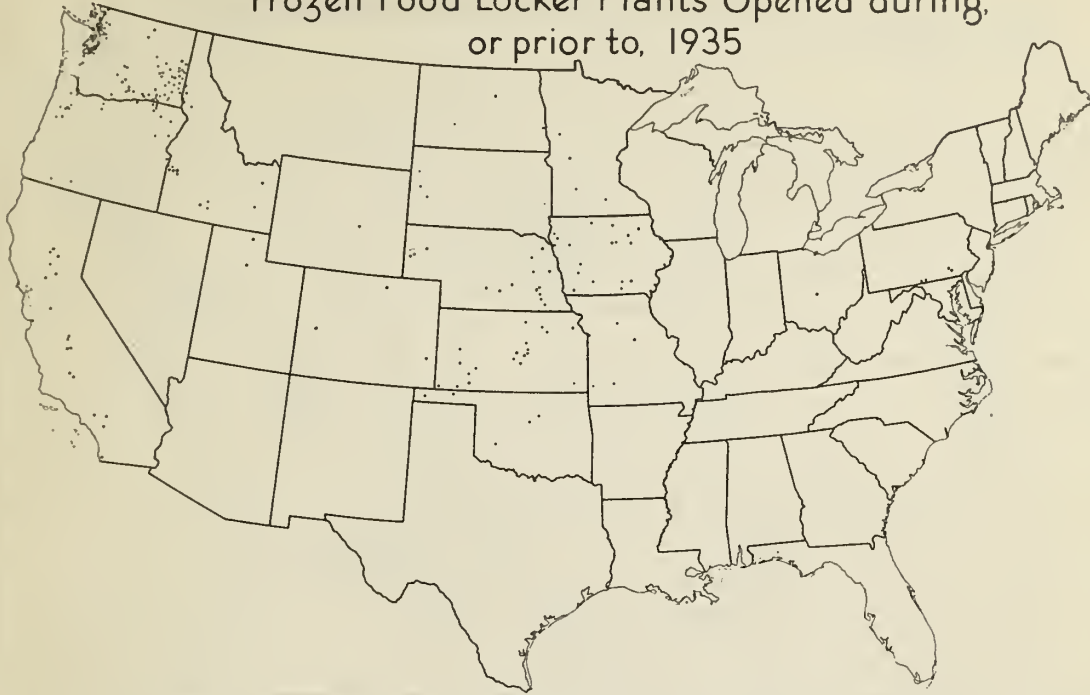 Frozen Food Locker Plants Opened during,
or prior to, 1935